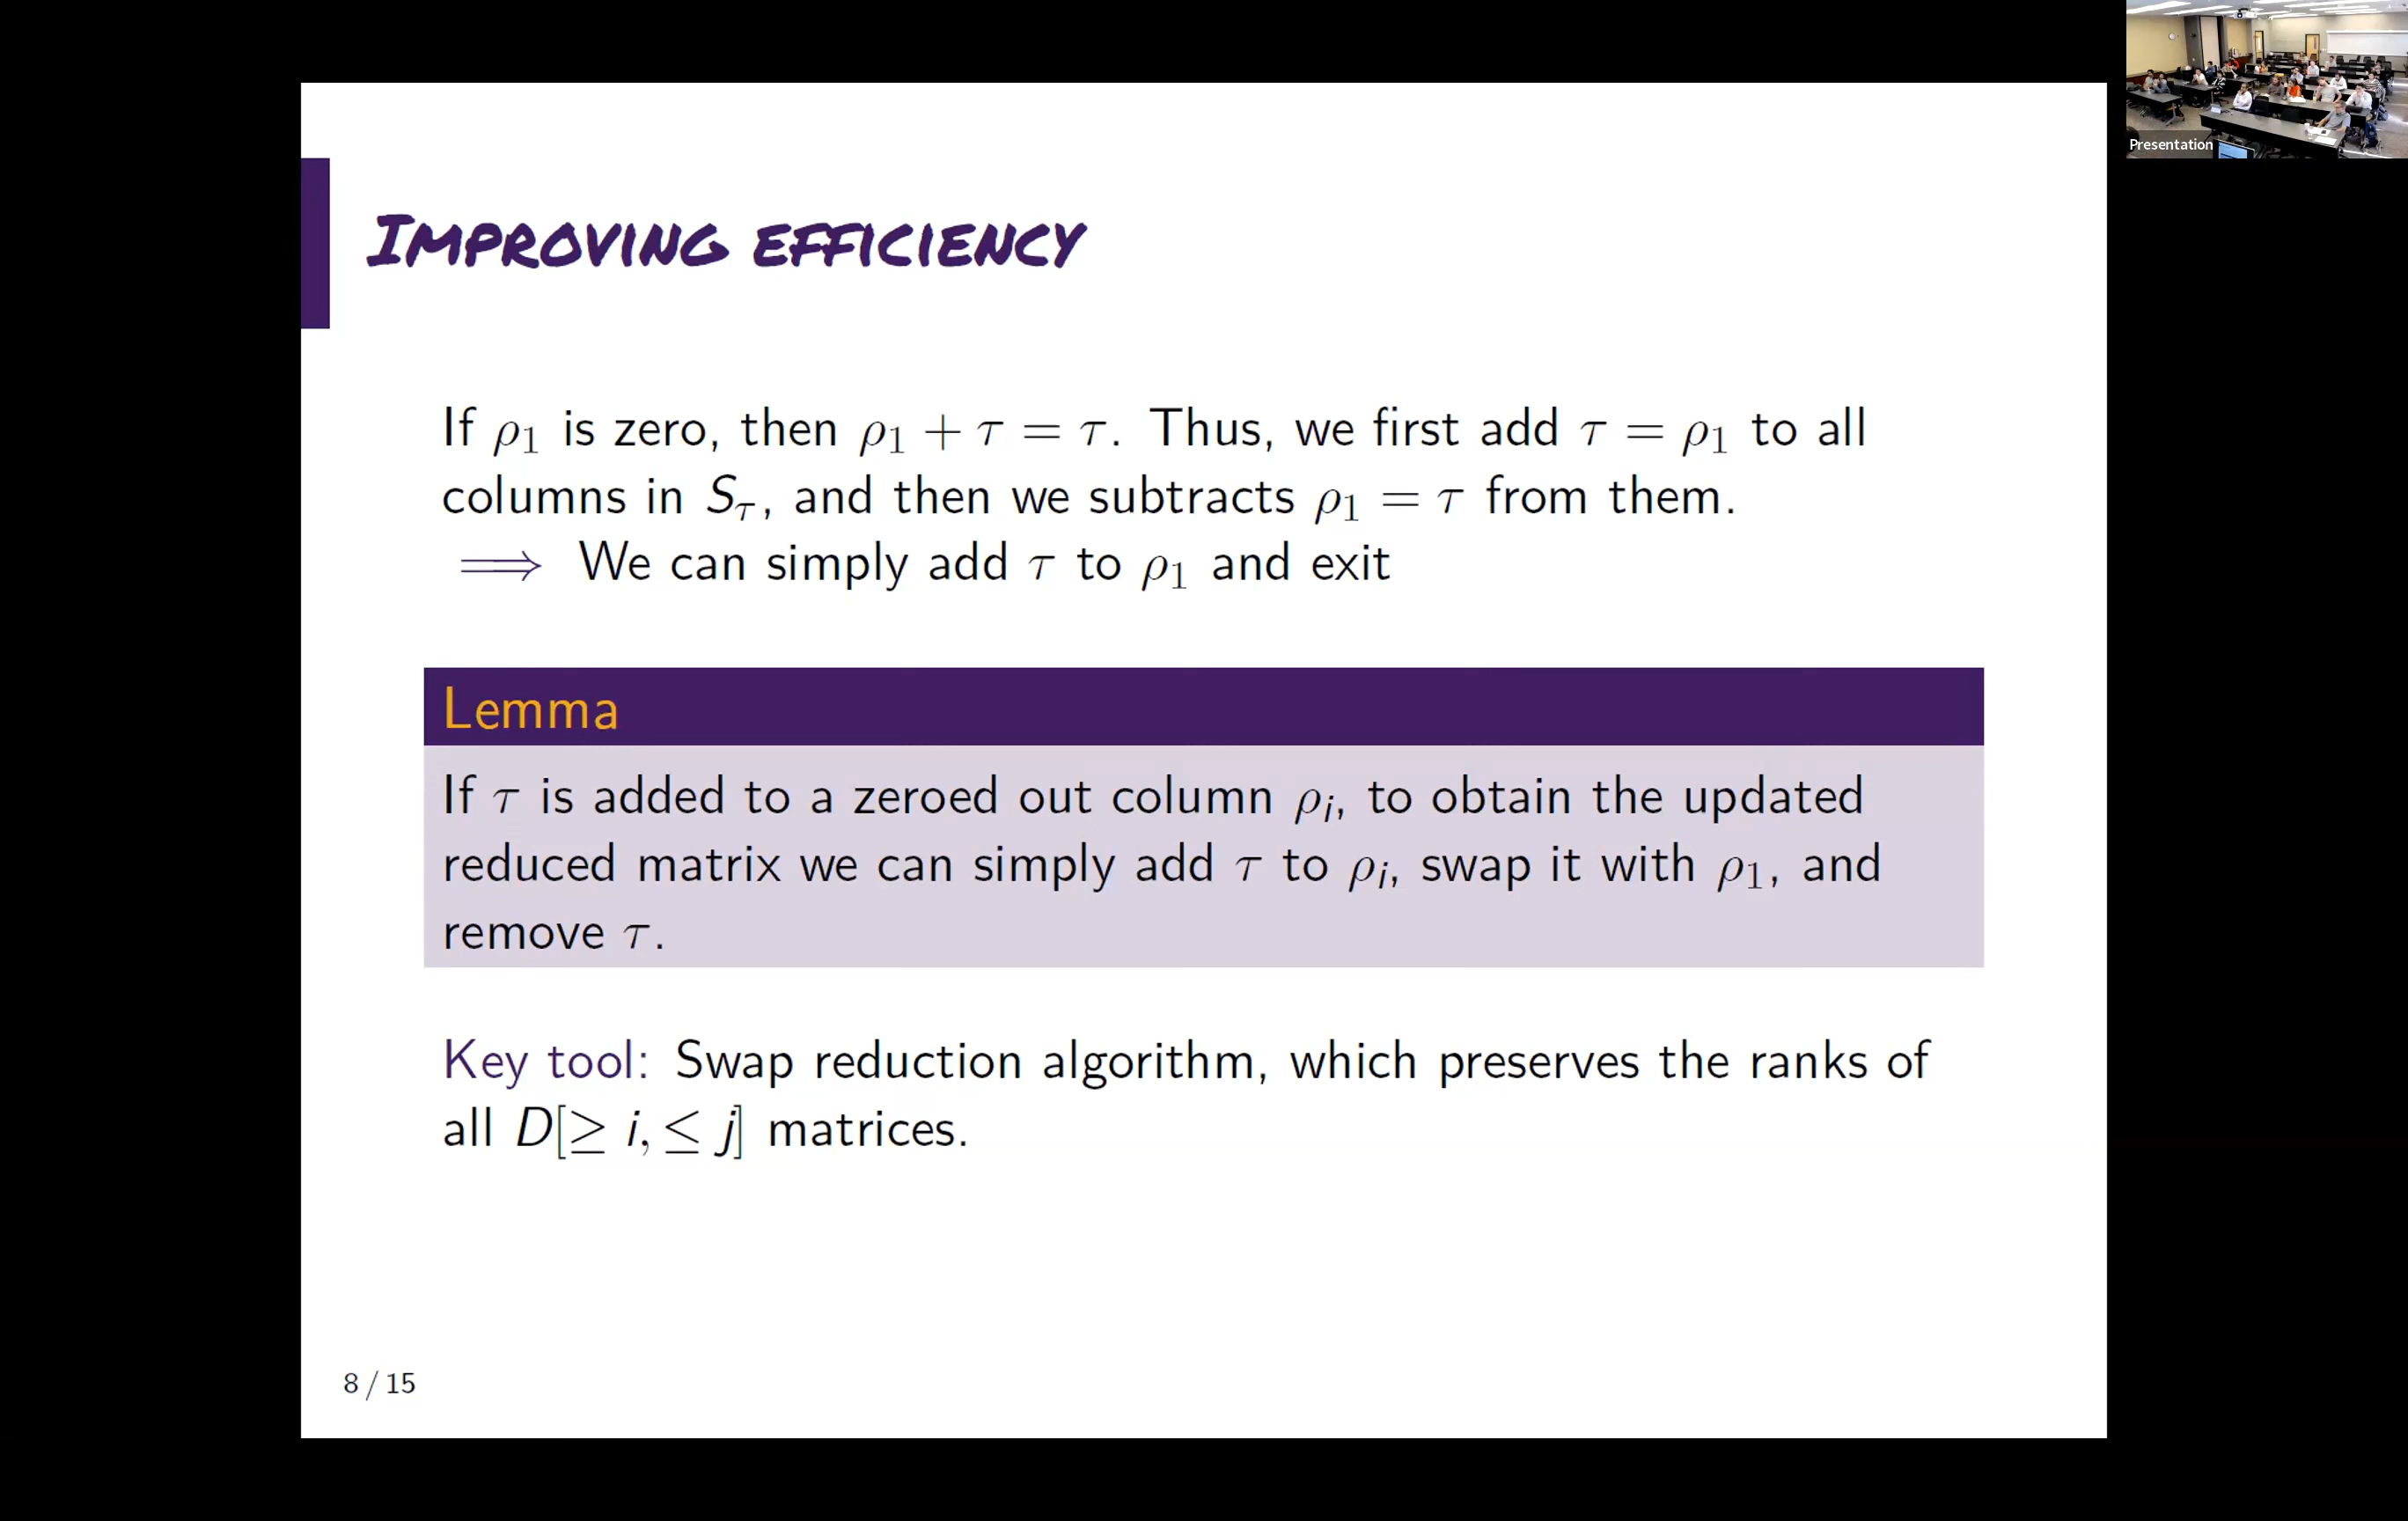 Presentation
Improving efficiency
If ρ₁ is zero, then ρ₁ + τ = τ. Thus, we first add τ = ρ₁ to all
columns in S_τ, and then we subtracts ρ₁ = τ from them.
⟹ We can simply add τ to ρ₁ and exit
Lemma
If τ is added to a zeroed out column ρᵢ, to obtain the updated
reduced matrix we can simply add τ to ρᵢ, swap it with ρ₁, and
remove τ.
Key tool: Swap reduction algorithm, which preserves the ranks of
all D[≥ i, ≤ j] matrices.
8 / 15